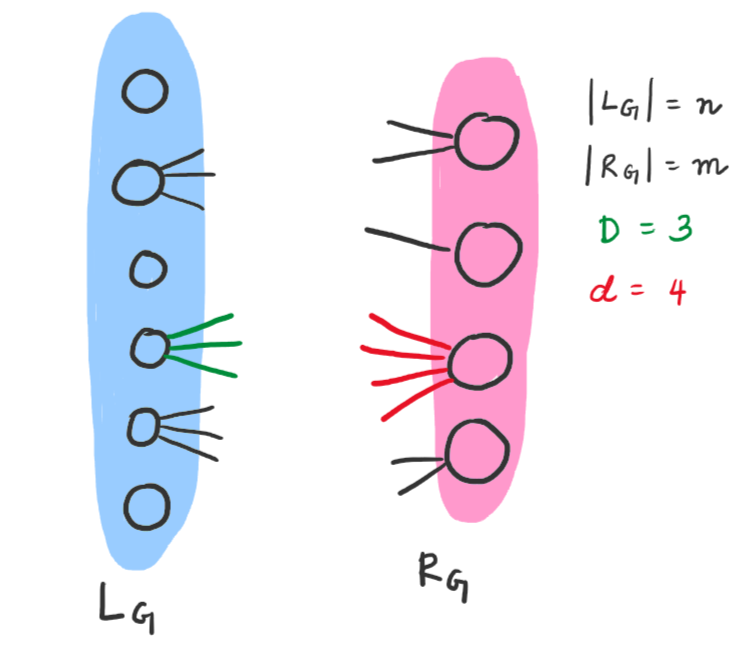 |L_G| = n
|R_G| = m
D = 3
d = 4
R_G
L_G